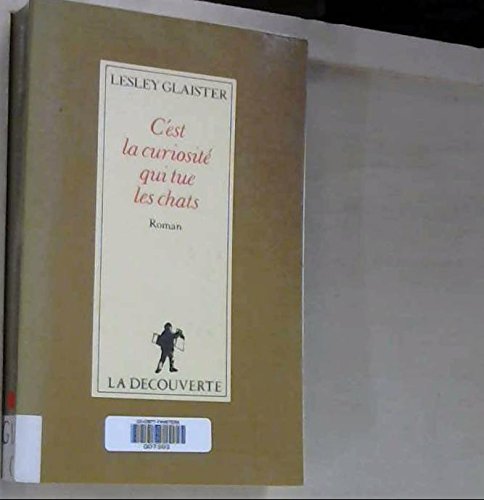 LESLEY GLAISTER
C'est
la curiosité
qui tue
les chats
Roman
LA DECOUVERTE